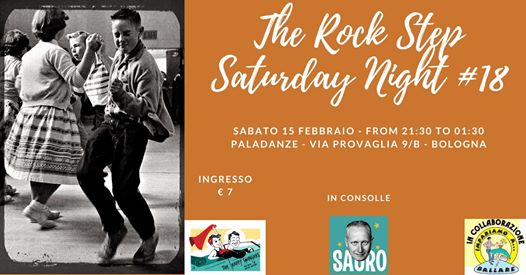 The Rock Step
Saturday Night #18
SABATO 15 FEBBRAIO - FROM 21:30 TO 01:30
PALADANZE - VIA PROVAGLIA 9/B - BOLOGNA
INGRESSO
€ 7
IN CONSOLLE
SAURO
IN COLLABORAZIONE
IMPARIAMO A...
BALLARE